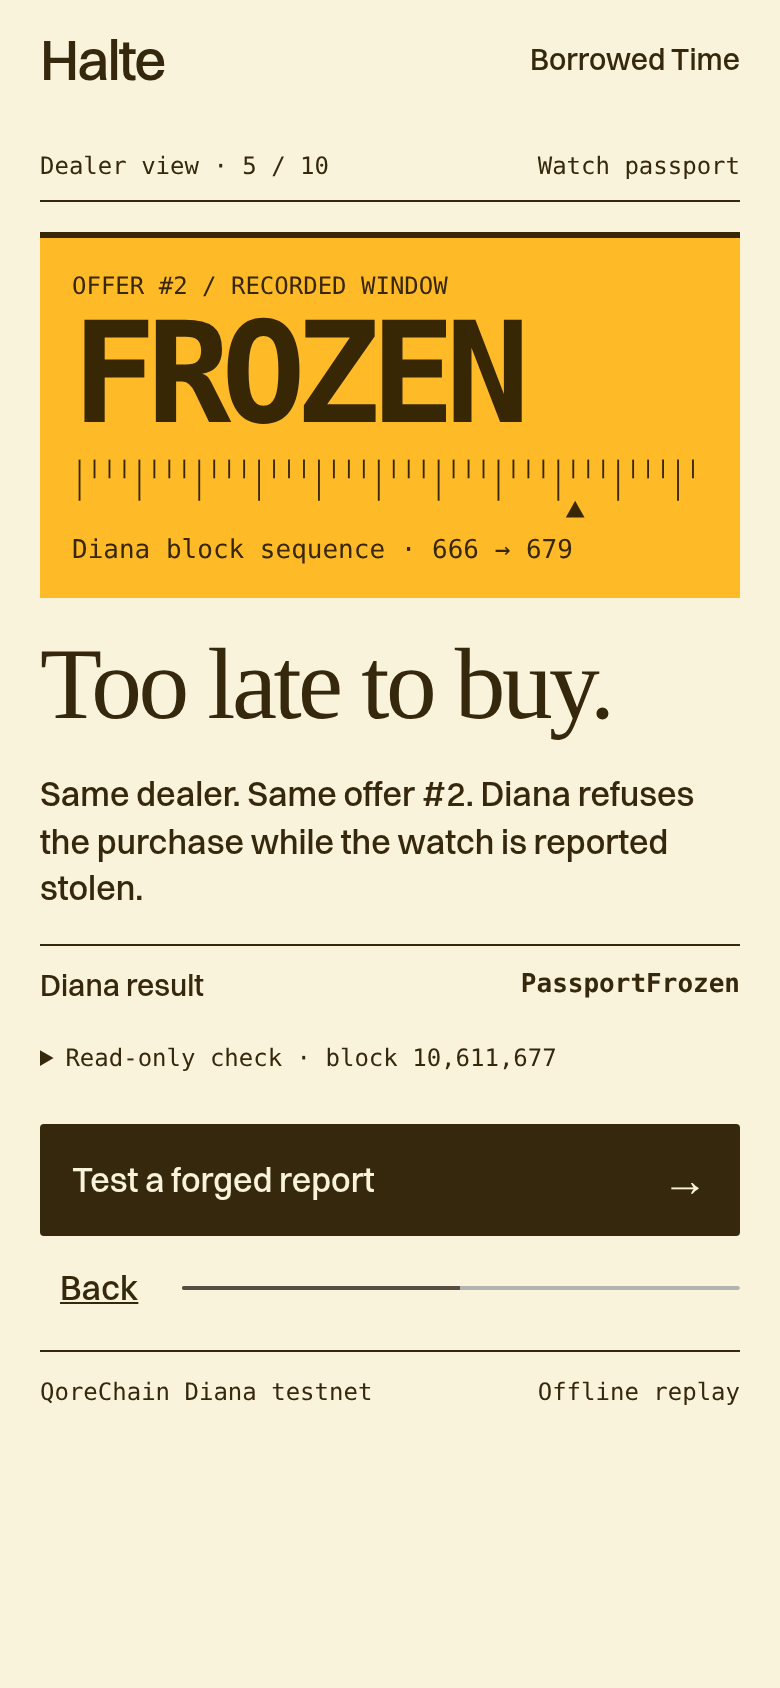 Halte
Borrowed Time
Dealer view · 5 / 10
Watch passport
OFFER #2 / RECORDED WINDOW
FROZEN
Diana block sequence · 666 → 679
Too late to buy.
Same dealer. Same offer #2. Diana refuses
the purchase while the watch is reported
stolen.
Diana result
PassportFrozen
Read-only check · block 10,611,677
Test a forged report →
Back
QoreChain Diana testnet
Offline replay